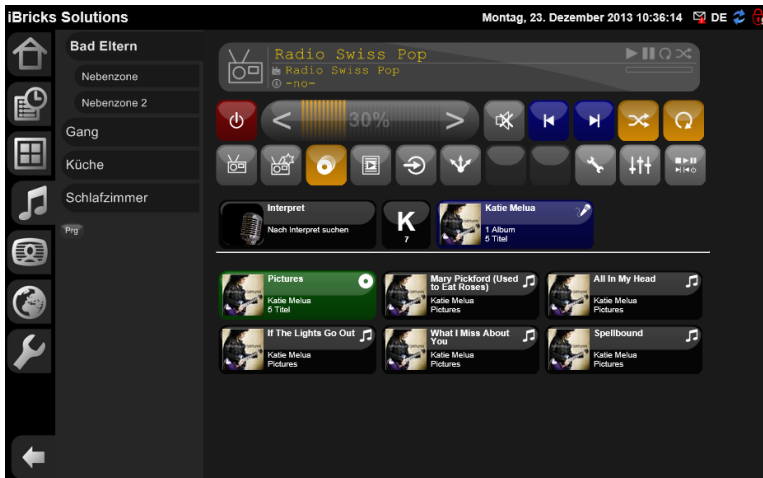 iBricks Solutions
Montag, 23. Dezember 2013 10:36:14
DE
Bad Eltern
Nebenzone
Nebenzone 2
Gang
Küche
Schlafzimmer
Prg
Radio Swiss Pop
Radio Swiss Pop
-no-
< 30% >
Interpret
Nach Interpret suchen
K
7
Katie Melua
1 Album
5 Titel
Pictures
Katie Melua
5 Titel
Mary Pickford (Used
to Eat Roses)
Katie Melua
Pictures
All In My Head
Katie Melua
Pictures
If The Lights Go Out
Katie Melua
Pictures
What I Miss About
You
Katie Melua
Pictures
Spellbound
Katie Melua
Pictures